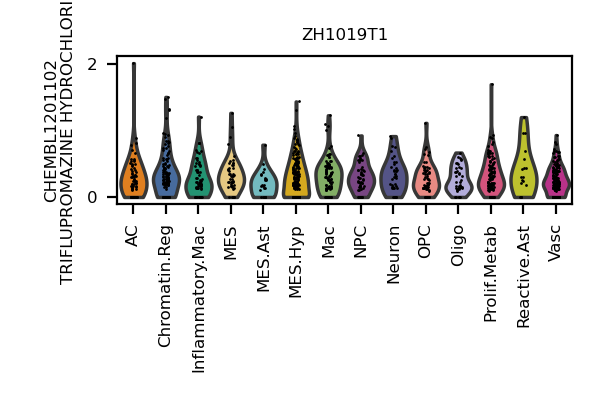 ZH1019T1
CHEMBL1201102
TRIFLUPROMAZINE HYDROCHLORI
2
0
AC
Chromatin.Reg
Inflammatory.Mac
MES
MES.Ast
MES.Hyp
Mac
NPC
Neuron
OPC
Oligo
Prolif.Metab
Reactive.Ast
Vasc